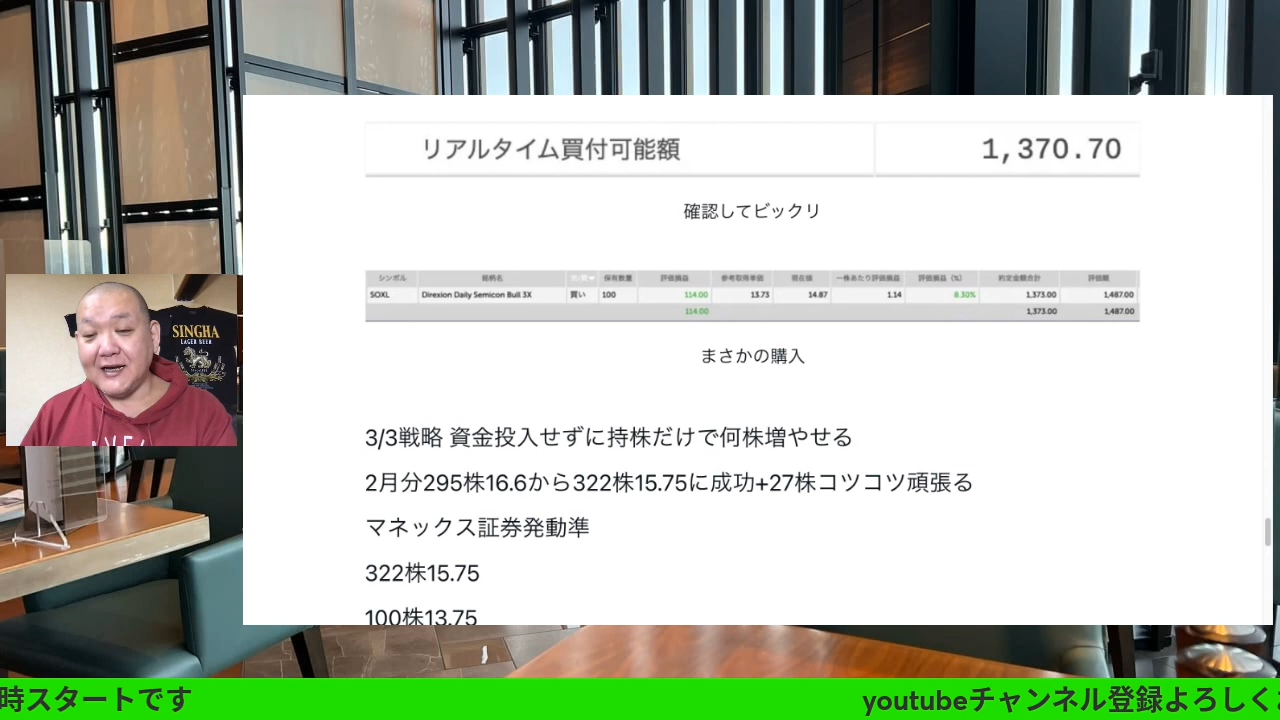 リアルタイム買付可能額 1,370.70
確認してビックリ
シンボル 銘柄名 保有数量 評価損益 参考取得単価 現在値 一株あたり評価損益 評価損益(%) 約定金額合計 評価額
SOXL Direxion Daily Semicon Bull 3X 買い 100 114.00 13.73 14.87 1.14 8.30% 1,373.00 1,487.00
114.00 1,373.00 1,487.00
まさかの購入
SINGHA
LAGER BEER
3/3戦略 資金投入せずに持株だけで何株増やせる
2月分295株16.6から322株15.75に成功+27株コツコツ頑張る
マネックス証券発動準
322株15.75
100株13.75
時スタートです youtubeチャンネル登録よろしく